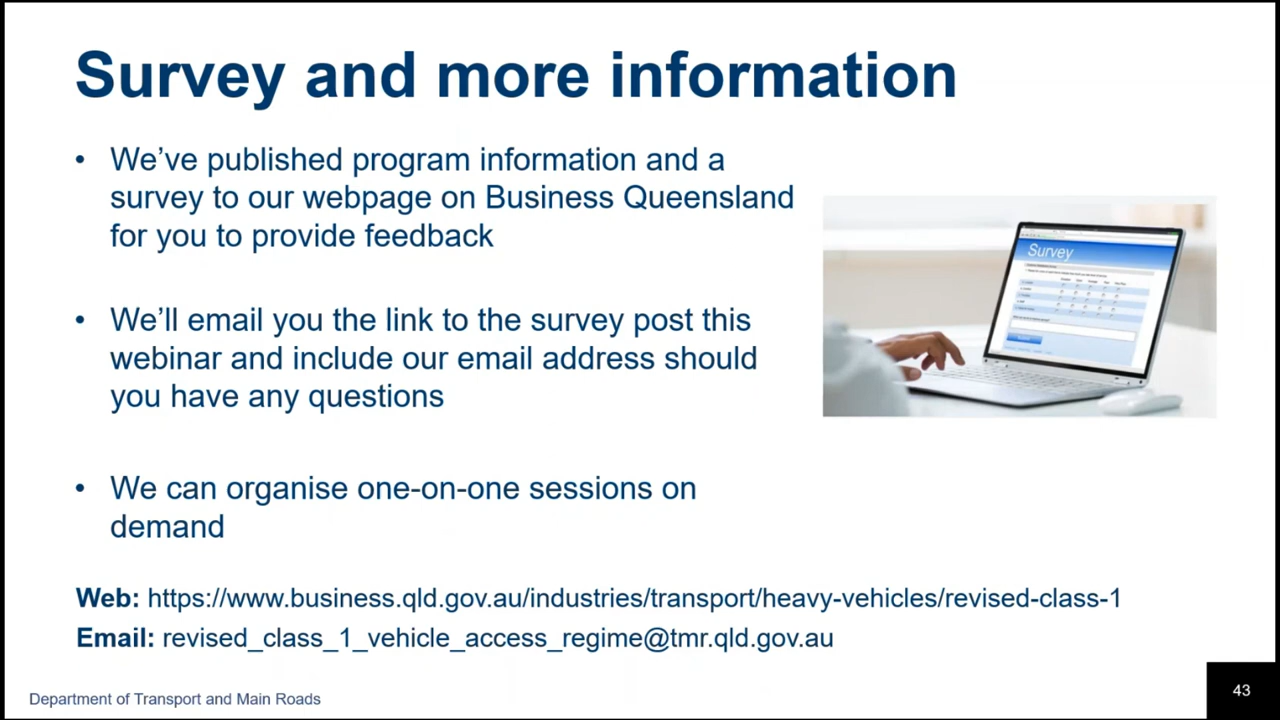 Survey and more information
• We’ve published program information and a
survey to our webpage on Business Queensland
for you to provide feedback
Survey
• We’ll email you the link to the survey post this
webinar and include our email address should
you have any questions
• We can organise one-on-one sessions on
demand
Web: https://www.business.qld.gov.au/industries/transport/heavy-vehicles/revised-class-1
Email: revised_class_1_vehicle_access_regime@tmr.qld.gov.au
Department of Transport and Main Roads
43